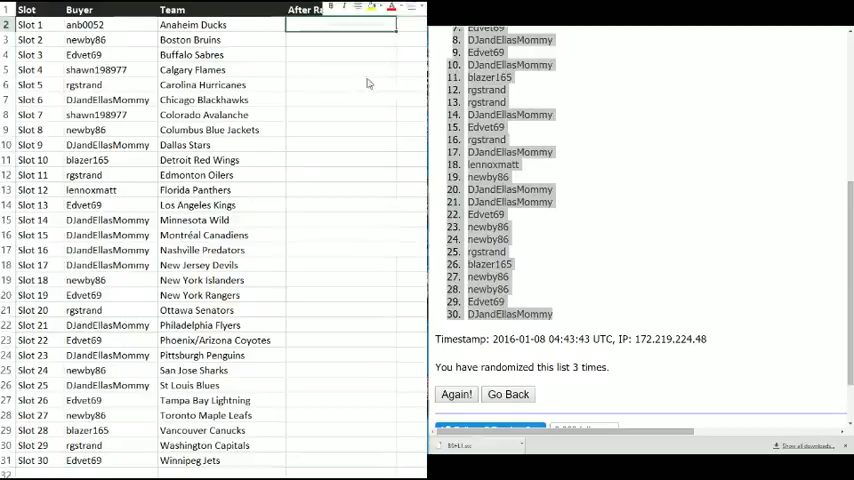 1 Slot Buyer Team After Ra
2 Slot 1 anb0052 Anaheim Ducks
3 Slot 2 newby86 Boston Bruins
4 Slot 3 Edvet69 Buffalo Sabres
5 Slot 4 shawn198977 Calgary Flames
6 Slot 5 rgstrand Carolina Hurricanes
7 Slot 6 DJandEllasMommy Chicago Blackhawks
8 Slot 7 shawn198977 Colorado Avalanche
9 Slot 8 newby86 Columbus Blue Jackets
10 Slot 9 DJandEllasMommy Dallas Stars
11 Slot 10 blazer165 Detroit Red Wings
12 Slot 11 rgstrand Edmonton Oilers
13 Slot 12 lennoxmatt Florida Panthers
14 Slot 13 Edvet69 Los Angeles Kings
15 Slot 14 DJandEllasMommy Minnesota Wild
16 Slot 15 DJandEllasMommy Montréal Canadiens
17 Slot 16 DJandEllasMommy Nashville Predators
18 Slot 17 DJandEllasMommy New Jersey Devils
19 Slot 18 newby86 New York Islanders
20 Slot 19 Edvet69 New York Rangers
21 Slot 20 rgstrand Ottawa Senators
22 Slot 21 DJandEllasMommy Philadelphia Flyers
23 Slot 22 Edvet69 Phoenix/Arizona Coyotes
24 Slot 23 DJandEllasMommy Pittsburgh Penguins
25 Slot 24 newby86 San Jose Sharks
26 Slot 25 DJandEllasMommy St Louis Blues
27 Slot 26 Edvet69 Tampa Bay Lightning
28 Slot 27 newby86 Toronto Maple Leafs
29 Slot 28 blazer165 Vancouver Canucks
30 Slot 29 rgstrand Washington Capitals
31 Slot 30 Edvet69 Winnipeg Jets
32
7. Edvet69
8. DJandEllasMommy
9. Edvet69
10. DJandEllasMommy
11. blazer165
12. rgstrand
13. rgstrand
14. DJandEllasMommy
15. Edvet69
16. rgstrand
17. DJandEllasMommy
18. lennoxmatt
19. newby86
20. DJandEllasMommy
21. DJandEllasMommy
22. Edvet69
23. newby86
24. newby86
25. rgstrand
26. blazer165
27. newby86
28. newby86
29. Edvet69
30. DJandEllasMommy
Timestamp: 2016-01-08 04:43:43 UTC, IP: 172.219.224.48
You have randomized this list 3 times.
Again! Go Back
Show all downloads...